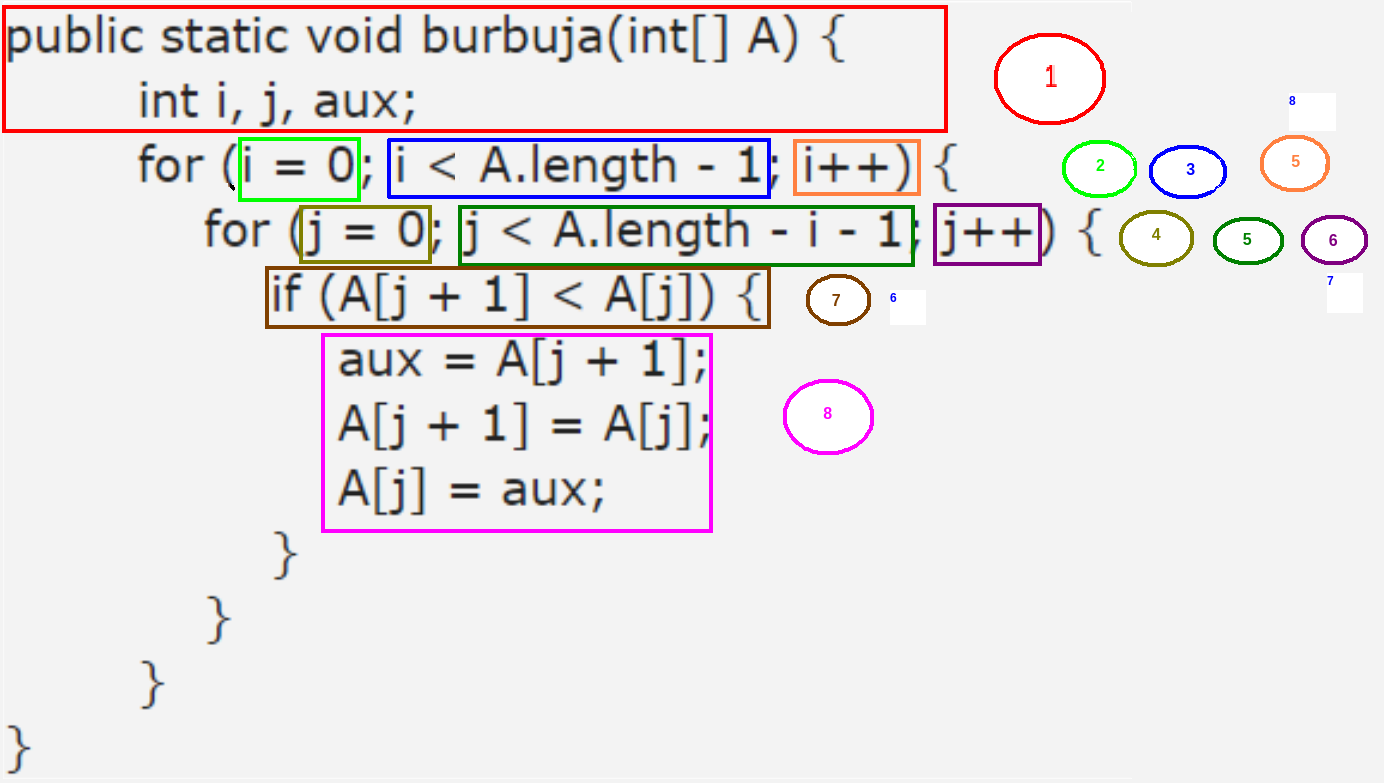 public static void burbuja(int[] A) {
1
int i, j, aux;
8
for (i = 0; i < A.length - 1; i++) {
2 3 5
for (j = 0; j < A.length - i - 1; j++) {
4 5 6
if (A[j + 1] < A[j]) {
7 6
7
aux = A[j + 1];
A[j + 1] = A[j];
8
A[j] = aux;
}
}
}
}